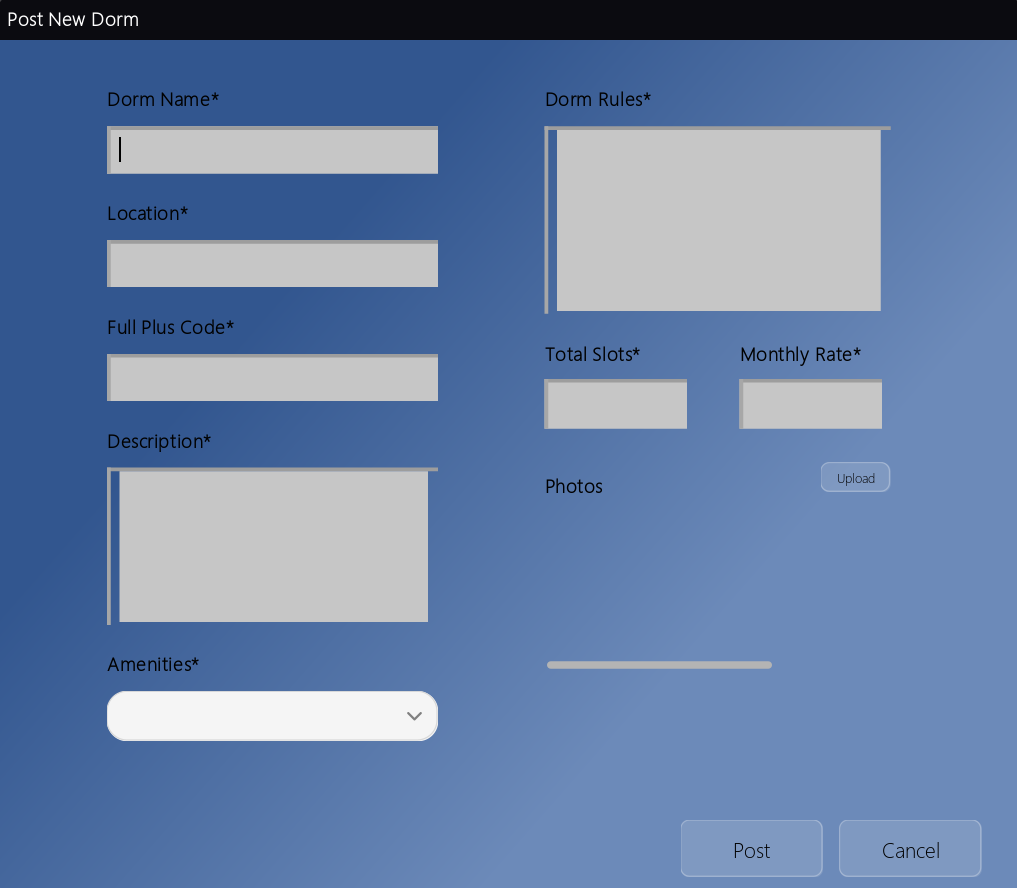 Post New Dorm
Dorm Name*
Location*
Full Plus Code*
Description*
Amenities*
Dorm Rules*
Total Slots*
Monthly Rate*
Photos
Upload
Post
Cancel